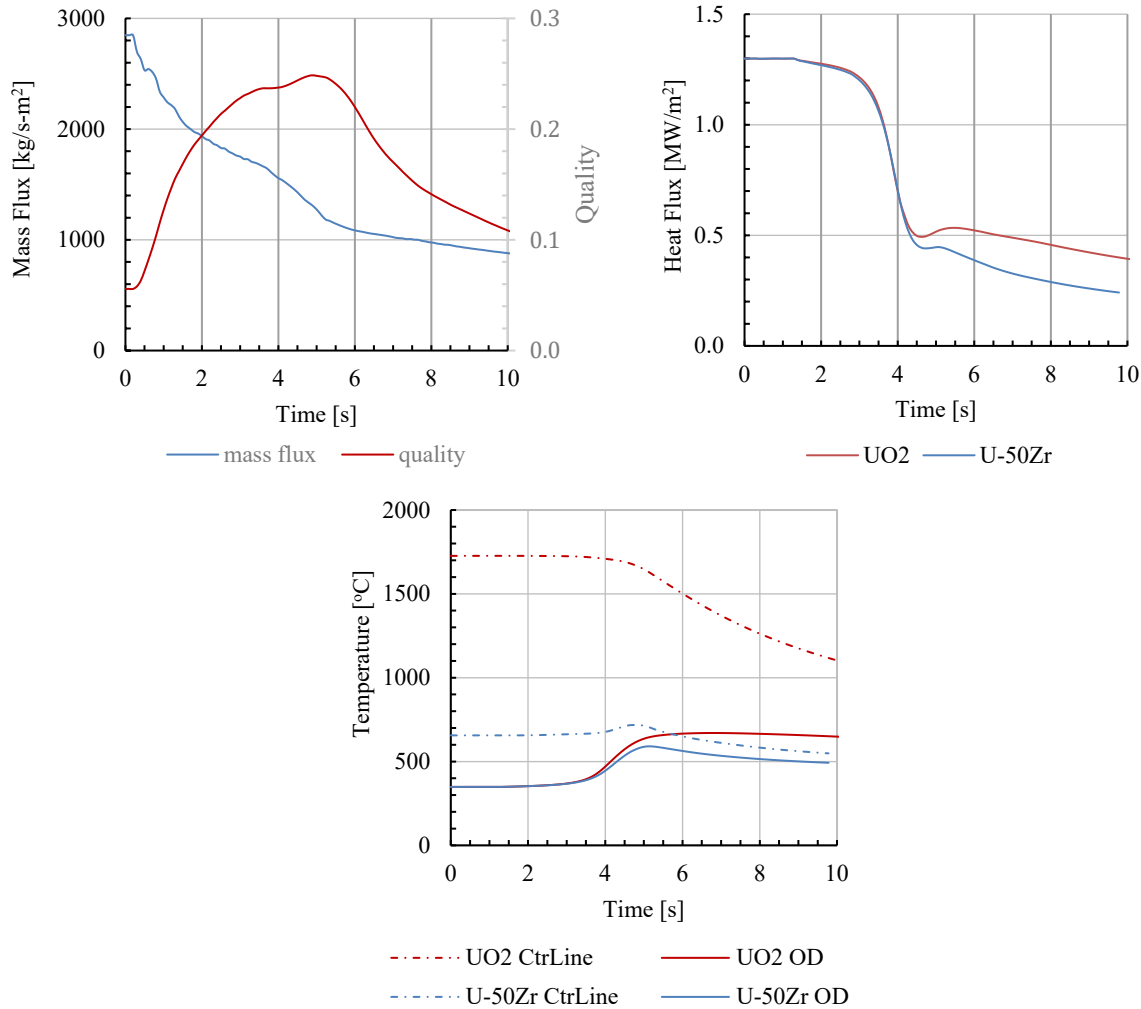 3000
2000
1000
0
Mass Flux [kg/s-m²]
0.3
0.2
0.1
0.0
Quality
0 2 4 6 8 10
Time [s]
mass flux quality
1.5
1.0
0.5
0.0
Heat Flux [MW/m²]
0 2 4 6 8 10
Time [s]
UO2 U-50Zr
2000
1500
1000
500
0
Temperature [ºC]
0 2 4 6 8 10
Time [s]
UO2 CtrLine UO2 OD
U-50Zr CtrLine U-50Zr OD